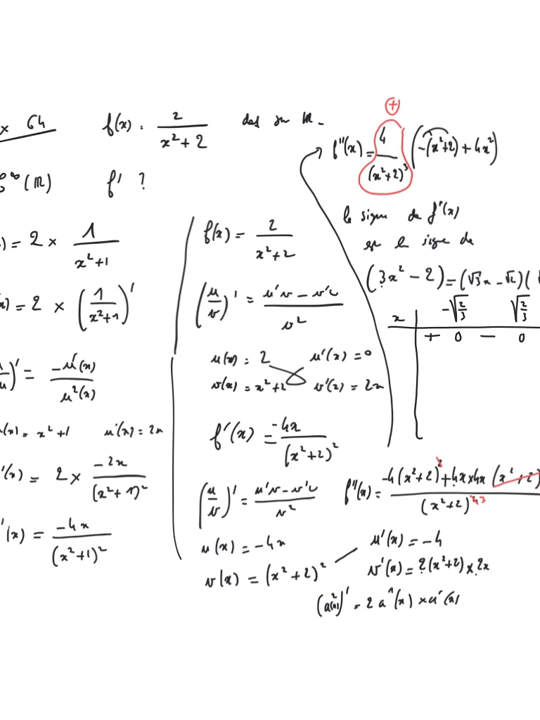 x 64
f(x) = 2/(x²+2) sur ℝ.
∞(ℝ) f' ?
) = 2 × 1/(x²+1)
x) = 2 × (1/(x²+1))'
)' = -u'(x)/u²(x)
(x) = x²+1 u'(x) = 2x
'(x) = 2 × -2x/(x²+1)²
'(x) = -4x/(x²+1)²
f(x) = 2/(x²+2)
(u/v)' = (u'v - v'u)/v²
u(x) = 2 u'(x) = 0
v(x) = x²+2 v'(x) = 2x
f'(x) = -4x/(x²+2)²
(u/v)' = (u'v - v'u)/v²
u(x) = -4x u'(x) = -4
v(x) = (x²+2)² v'(x) = 2(x²+2) × 2x
(a(x)²)' = 2a¹(x) × a'(x)
+
f''(x) = 4/(x²+2)³ (-(x²+2) + 4x²)
le signe de f''(x)
est le signe de
(3x² - 2) = (√3x - √2)(
x -√(2/3) √(2/3)
+ 0 - 0
f''(x) = (-4(x²+2)² + 4x×4x (x²+2))/(x²+2)⁴ ³